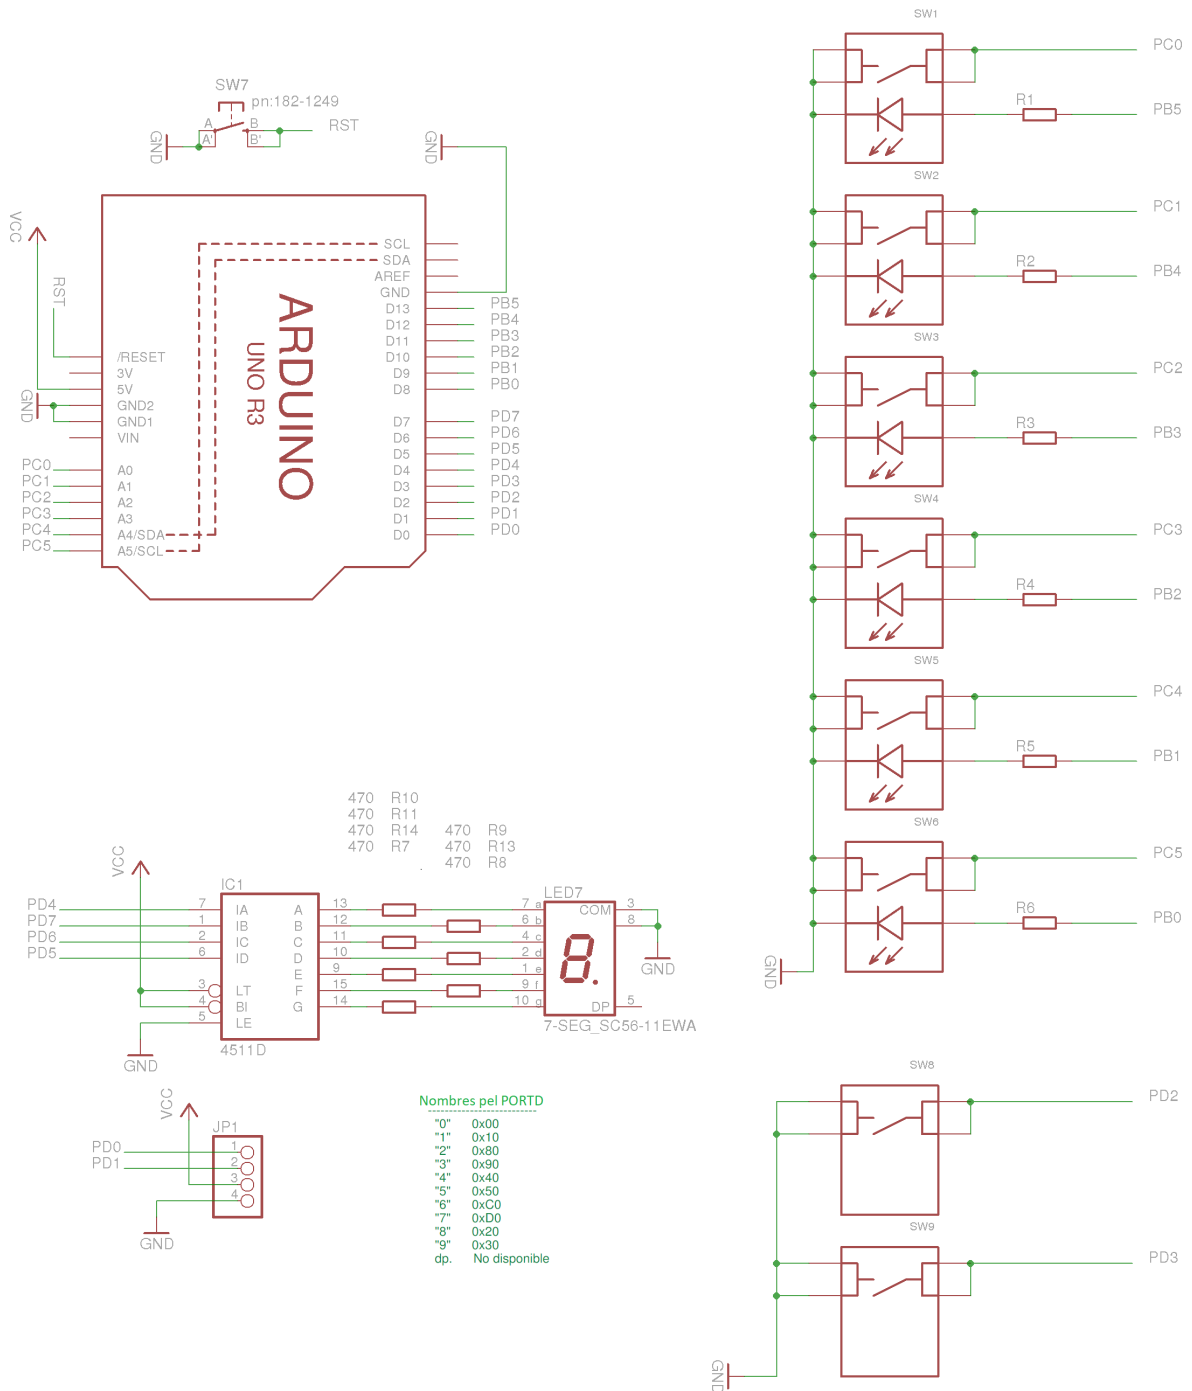 SW7
pn:182-1249
A
B
A'
B'
RST
GND
GND
VCC
RST
GND
ARDUINO
UNO R3
/RESET
3V
5V
GND2
GND1
VIN
A0
A1
A2
A3
A4/SDA
A5/SCL
PC0
PC1
PC2
PC3
PC4
PC5
SCL
SDA
AREF
GND
D13
D12
D11
D10
D9
D8
D7
D6
D5
D4
D3
D2
D1
D0
PB5
PB4
PB3
PB2
PB1
PB0
PD7
PD6
PD5
PD4
PD3
PD2
PD1
PD0
SW1
PC0
R1
PB5
SW2
PC1
R2
PB4
SW3
PC2
R3
PB3
SW4
PC3
R4
PB2
SW5
PC4
R5
PB1
SW6
PC5
R6
PB0
GND
470 R10
470 R11
470 R14 470 R9
470 R7 470 R13
470 R8
VCC
IC1
PD4 7 IA A 13
PD7 1 IB B 12
PD6 2 IC C 11
PD5 6 ID D 10
E 9
3 LT F 15
4 BI G 14
5 LE
4511D
GND
LED7
7 a COM 3
6 b 8
4 c
2 d
1 e
9 f
10 g DP 5
8.
GND
7-SEG_SC56-11EWA
VCC
JP1
PD0 1
PD1 2
3
4
GND
Nombres pel PORTD
"0" 0x00
"1" 0x10
"2" 0x80
"3" 0x90
"4" 0x40
"5" 0x50
"6" 0xC0
"7" 0xD0
"8" 0x20
"9" 0x30
dp. No disponible
SW8
PD2
SW9
PD3
GND